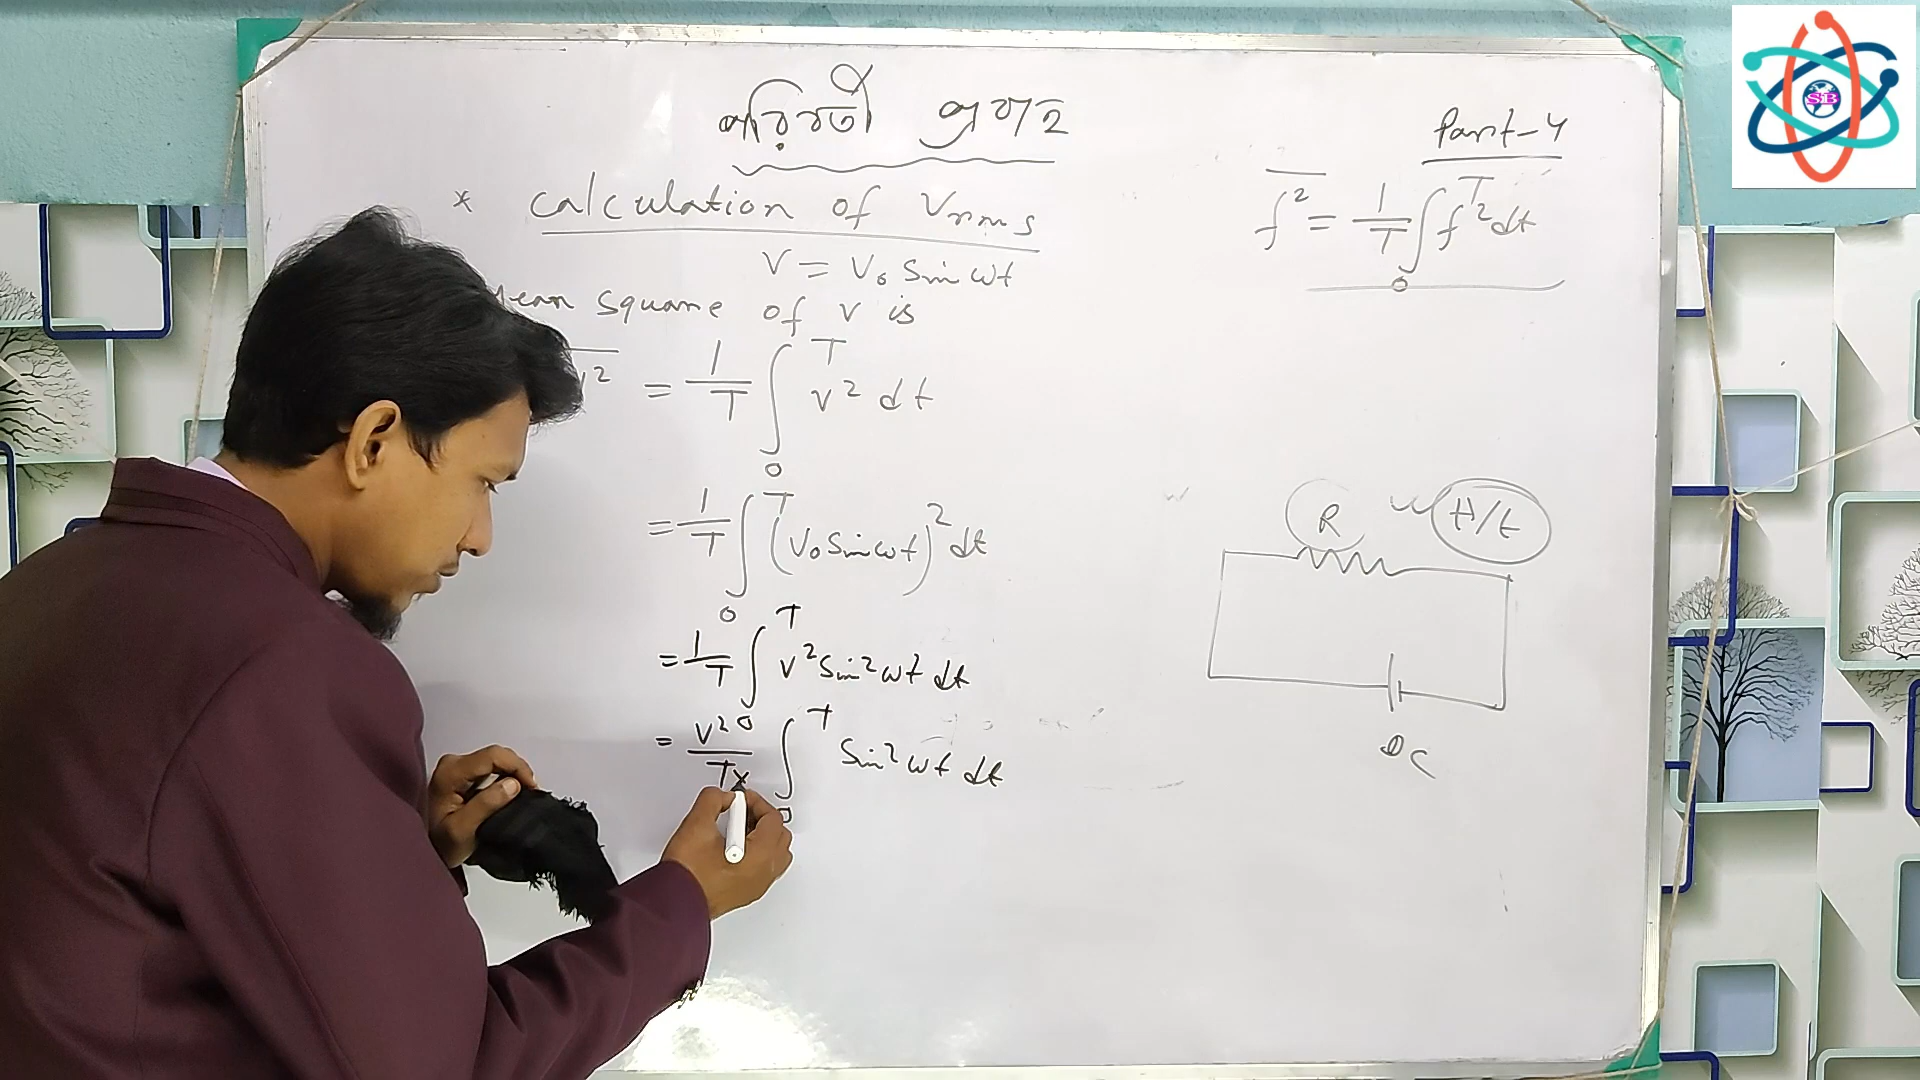 পরিবর্তী প্রবাহ
Part-4
* Calculation of Vrms
V = V₀ Sin ωt
Mean square of v is
v² = 1/T ∫₀ᵀ v² dt
= 1/T ∫₀ᵀ (V₀ Sin ωt)² dt
= 1/T ∫₀ᵀ V² Sin² ωt dt
= V²₀/T× ∫₀ᵀ Sin² ωt dt
f² = 1/T ∫₀ᵀ f² dt
R
H/t
DC
SB